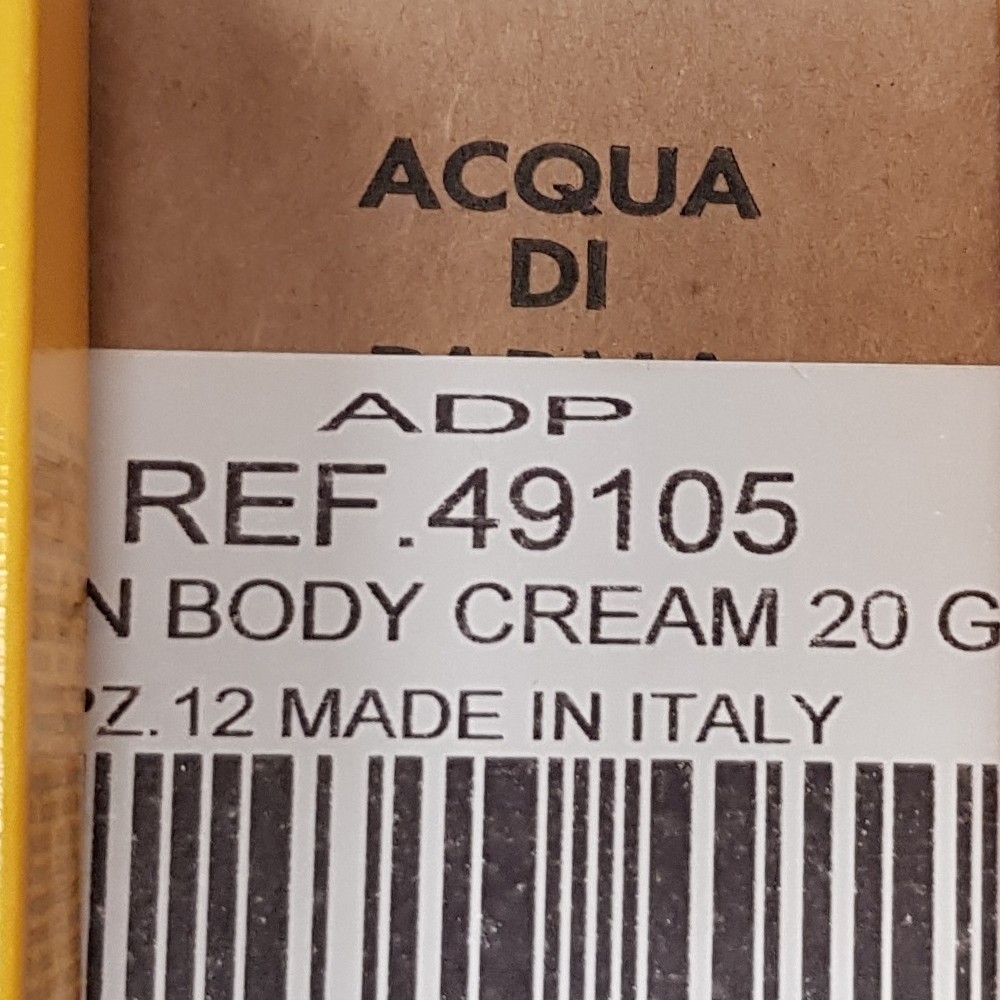 ACQUA
DI
ADP
REF.49105
N BODY CREAM 20 G
PZ.12 MADE IN ITALY